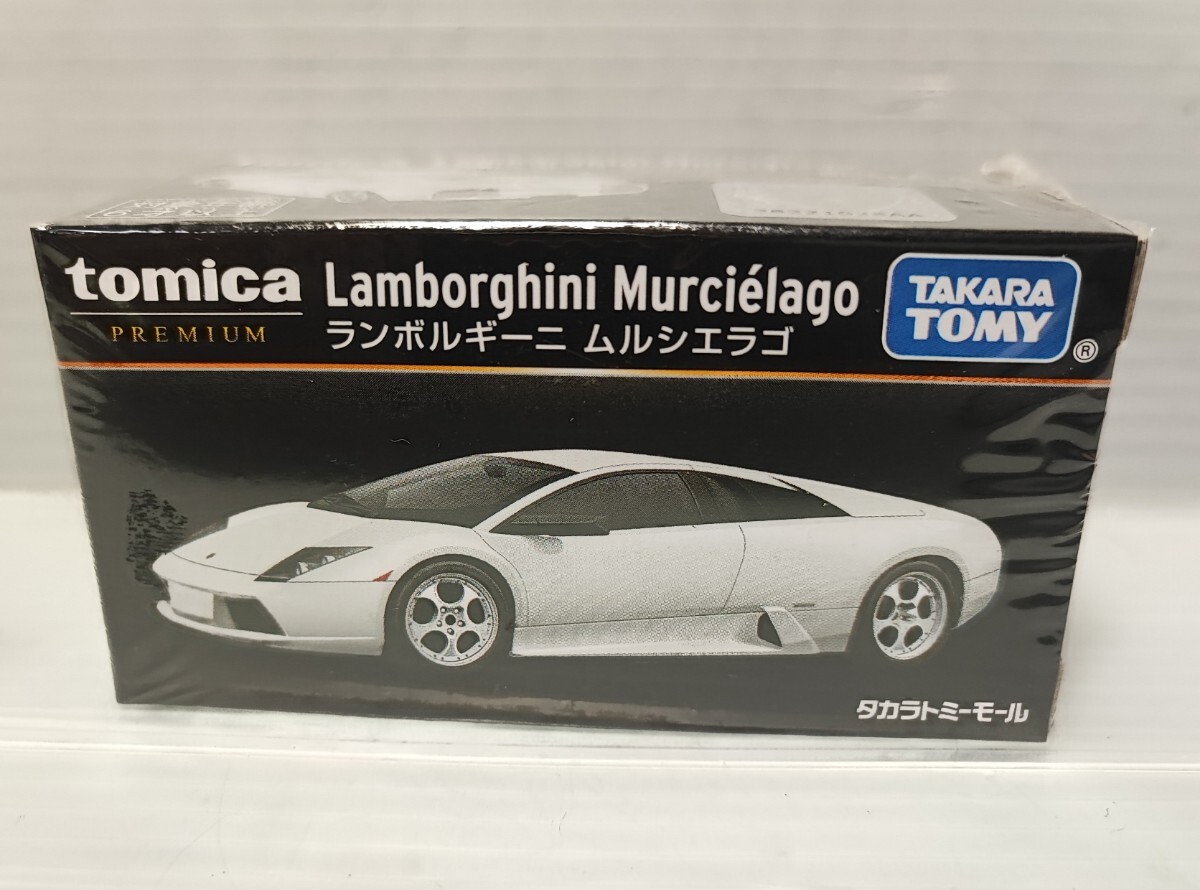 tomica
PREMIUM
Lamborghini Murciélago
ランボルギーニ ムルシエラゴ
TAKARA
TOMY
®
タカラトミーモール